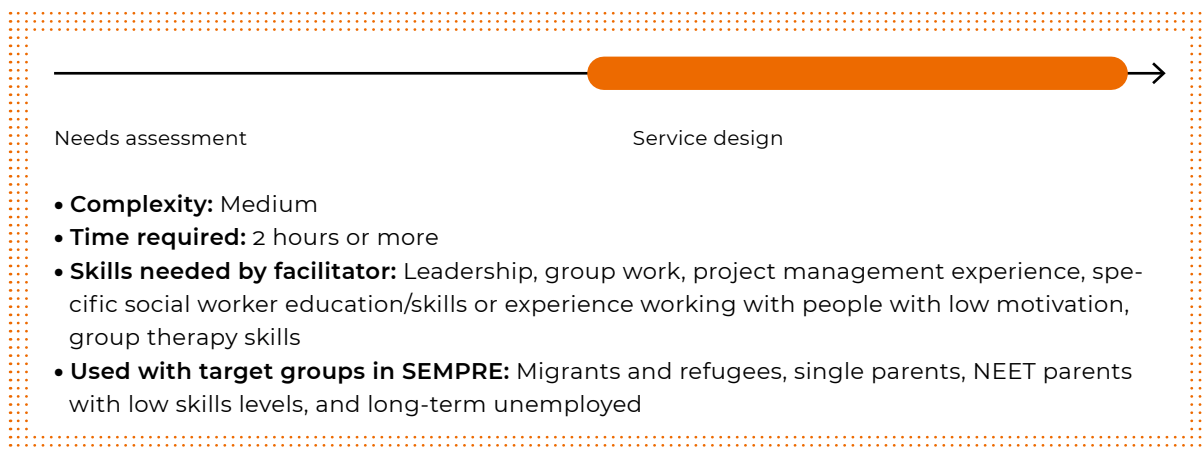 Needs assessment
Service design
• Complexity: Medium
• Time required: 2 hours or more
• Skills needed by facilitator: Leadership, group work, project management experience, spe-
cific social worker education/skills or experience working with people with low motivation,
group therapy skills
• Used with target groups in SEMPRE: Migrants and refugees, single parents, NEET parents
with low skills levels, and long-term unemployed